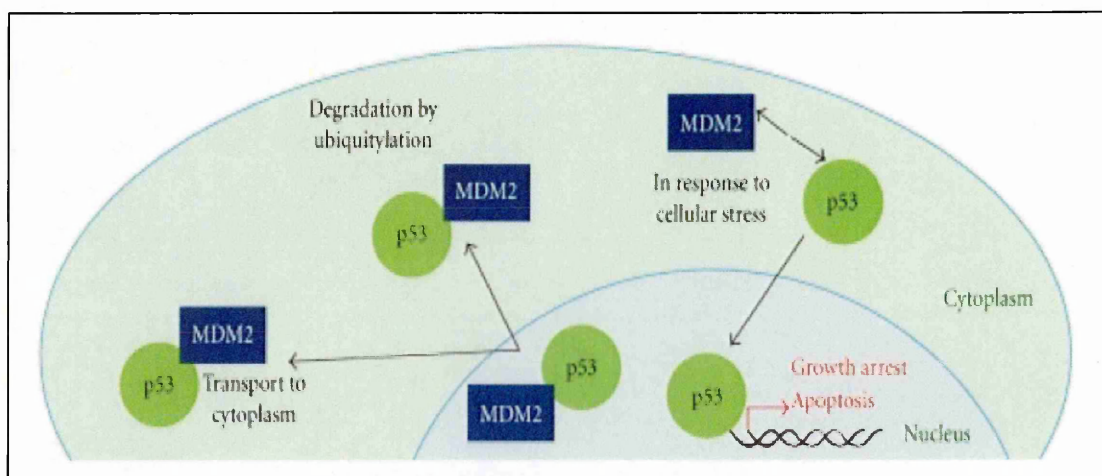 Degradation by
ubiquitylation
MDM2
p53
MDM2
In response to
cellular stress
p53
Cytoplasm
MDM2
p53
Transport to
cytoplasm
p53
MDM2
p53
Growth arrest
Apoptosis
Nucleus